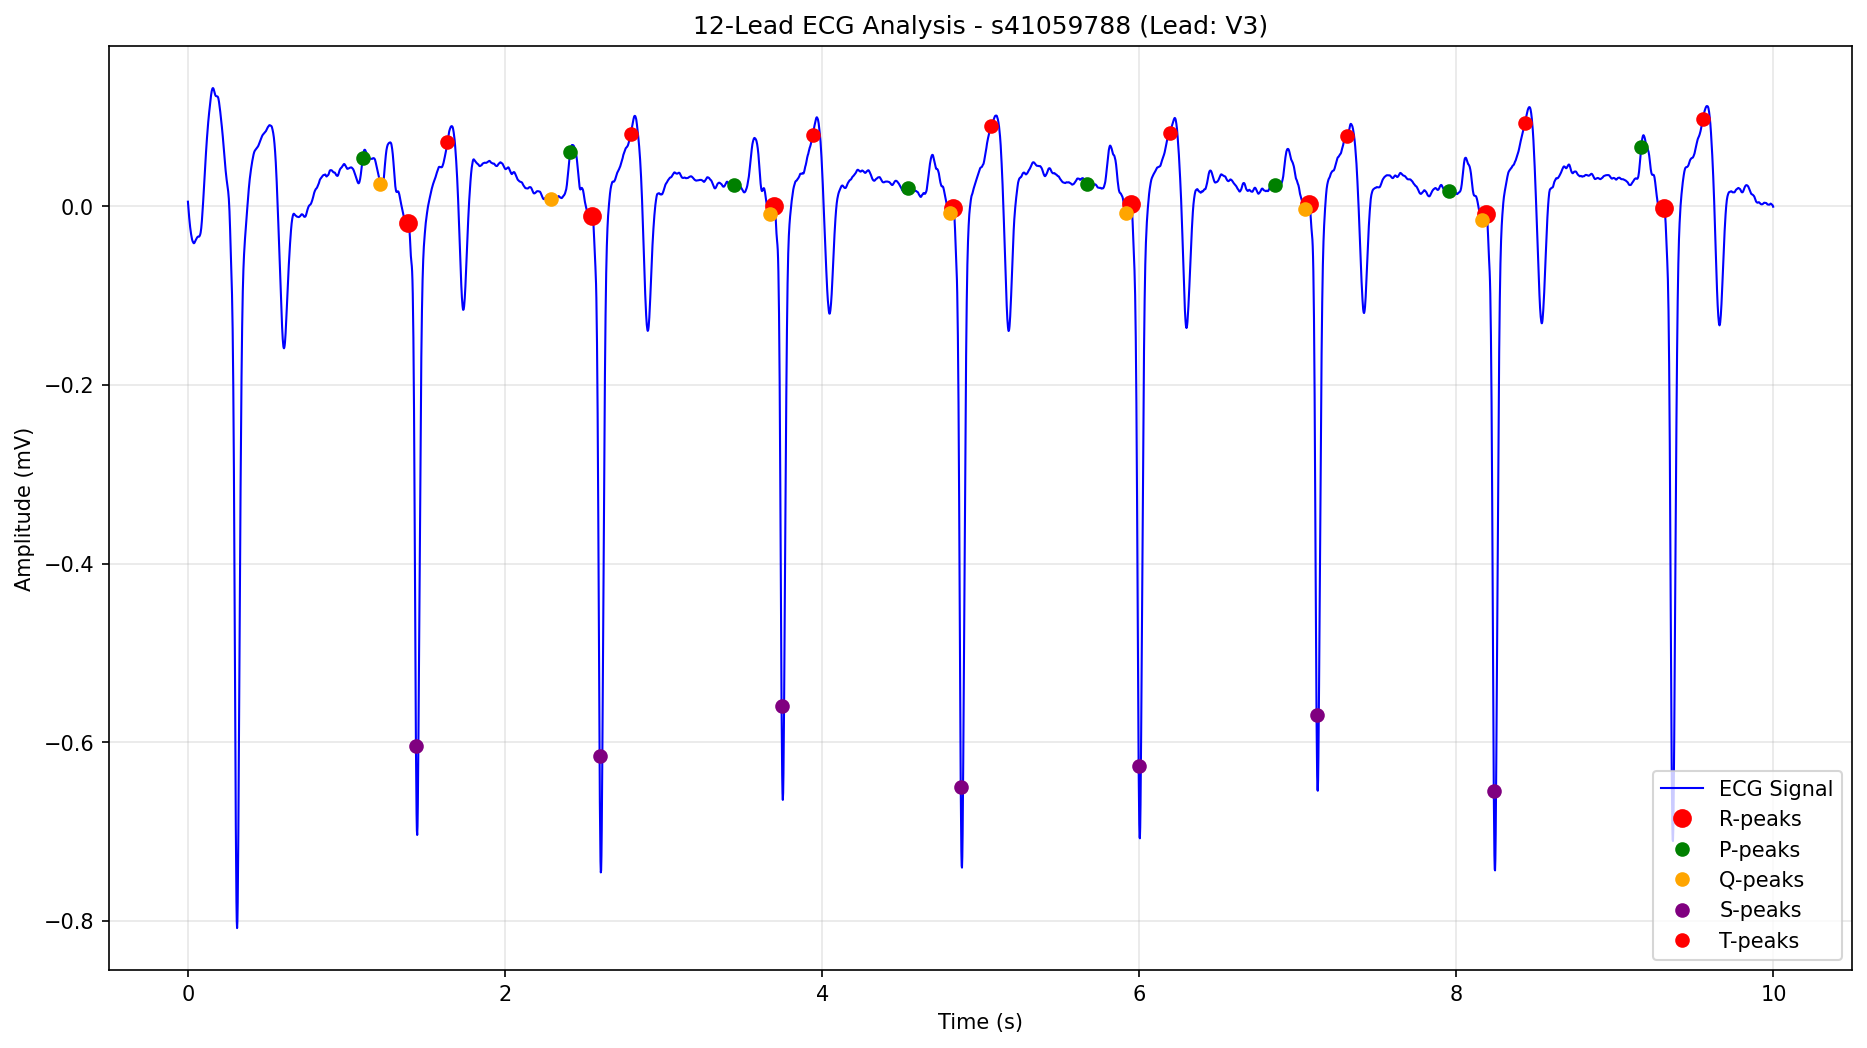 12-Lead ECG Analysis - s41059788 (Lead: V3)
0.0
−0.2
−0.4
−0.6
−0.8
Amplitude (mV)
0
2
4
6
8
10
Time (s)
ECG Signal
R-peaks
P-peaks
Q-peaks
S-peaks
T-peaks